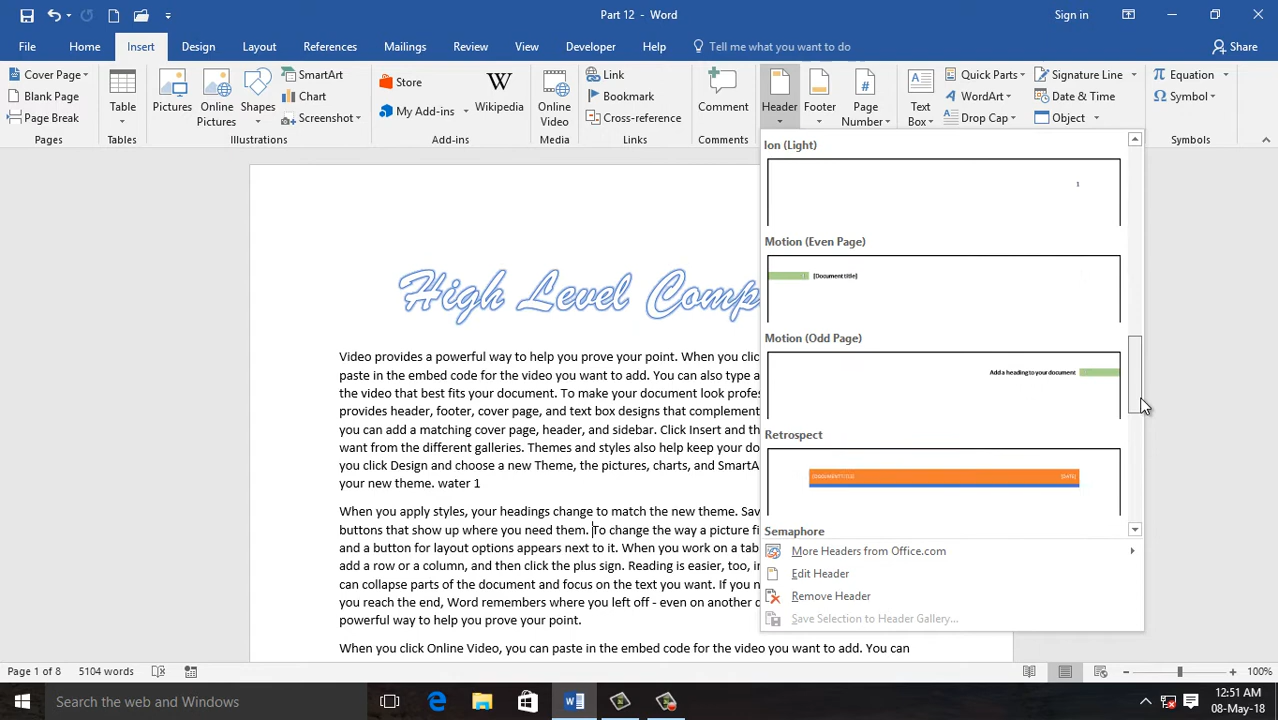 Part 12 - Word
Sign in
File
Home
Insert
Design
Layout
References
Mailings
Review
View
Developer
Help
Tell me what you want to do
Share
Cover Page
Blank Page
Page Break
Pages
Table
Tables
Pictures
Online Pictures
Shapes
SmartArt
Chart
Screenshot
Illustrations
Store
My Add-ins
W
Wikipedia
Add-ins
Online Video
Media
Link
Bookmark
Cross-reference
Links
Comment
Comments
Header
Footer
Page Number
Text Box
Quick Parts
WordArt
Drop Cap
Signature Line
Date & Time
Object
Equation
Symbol
Symbols
High Level Comp
Video provides a powerful way to help you prove your point. When you clic
paste in the embed code for the video you want to add. You can also type a
the video that best fits your document. To make your document look profes
provides header, footer, cover page, and text box designs that complement
you can add a matching cover page, header, and sidebar. Click Insert and th
want from the different galleries. Themes and styles also help keep your do
you click Design and choose a new Theme, the pictures, charts, and SmartA
your new theme. water 1
When you apply styles, your headings change to match the new theme. Sav
buttons that show up where you need them. To change the way a picture fi
and a button for layout options appears next to it. When you work on a tab
add a row or a column, and then click the plus sign. Reading is easier, too, i
can collapse parts of the document and focus on the text you want. If you n
you reach the end, Word remembers where you left off - even on another d
powerful way to help you prove your point.
When you click Online Video, you can paste in the embed code for the video you want to add. You can
Ion (Light)
1
Motion (Even Page)
[Document title]
Motion (Odd Page)
Add a heading to your document
Retrospect
[DOCUMENT TITLE]
[DATE]
Semaphore
More Headers from Office.com
Edit Header
Remove Header
Save Selection to Header Gallery...
Page 1 of 8
5104 words
100%
Search the web and Windows
12:51 AM
08-May-18